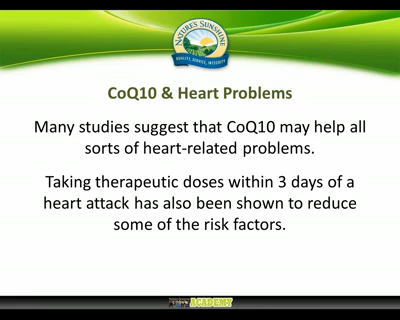 NATURE'S SUNSHINE
QUALITY, SERVICE, INTEGRITY
CoQ10 & Heart Problems
Many studies suggest that CoQ10 may help all
sorts of heart-related problems.
Taking therapeutic doses within 3 days of a
heart attack has also been shown to reduce
some of the risk factors.
ACADEMY